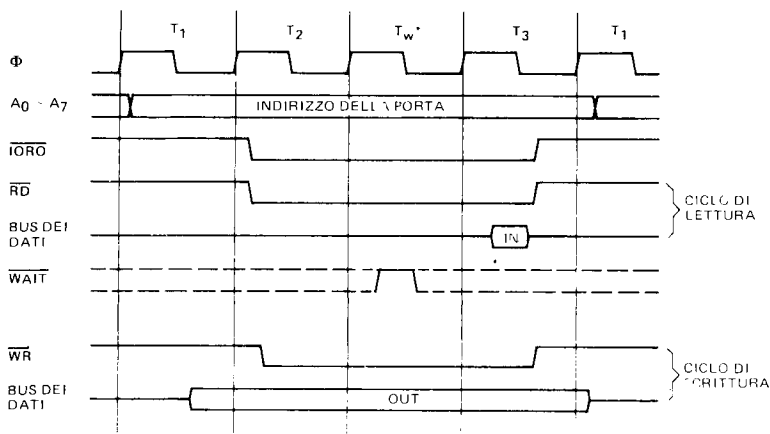 T1 T2 Tw* T3 T1
Φ
A0 - A7 INDIRIZZO DELLA PORTA
IORQ
RD
CICLO DI
LETTURA
BUS DEI
DATI
IN
WAIT
WR
CICLO DI
SCRITTURA
BUS DEI
DATI
OUT